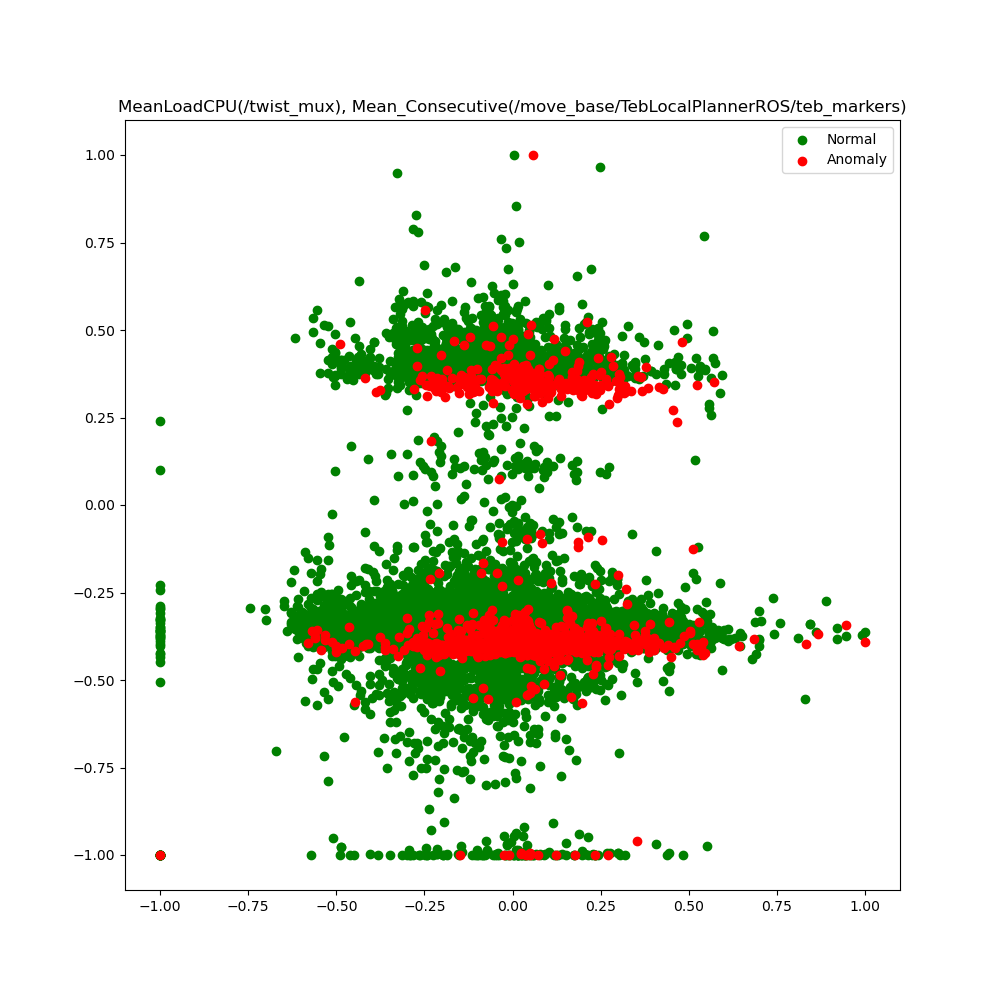 MeanLoadCPU(/twist_mux), Mean_Consecutive(/move_base/TebLocalPlannerROS/teb_markers)
Normal
Anomaly
1.00
0.75
0.50
0.25
0.00
−0.25
−0.50
−0.75
−1.00
−1.00 −0.75 −0.50 −0.25 0.00 0.25 0.50 0.75 1.00